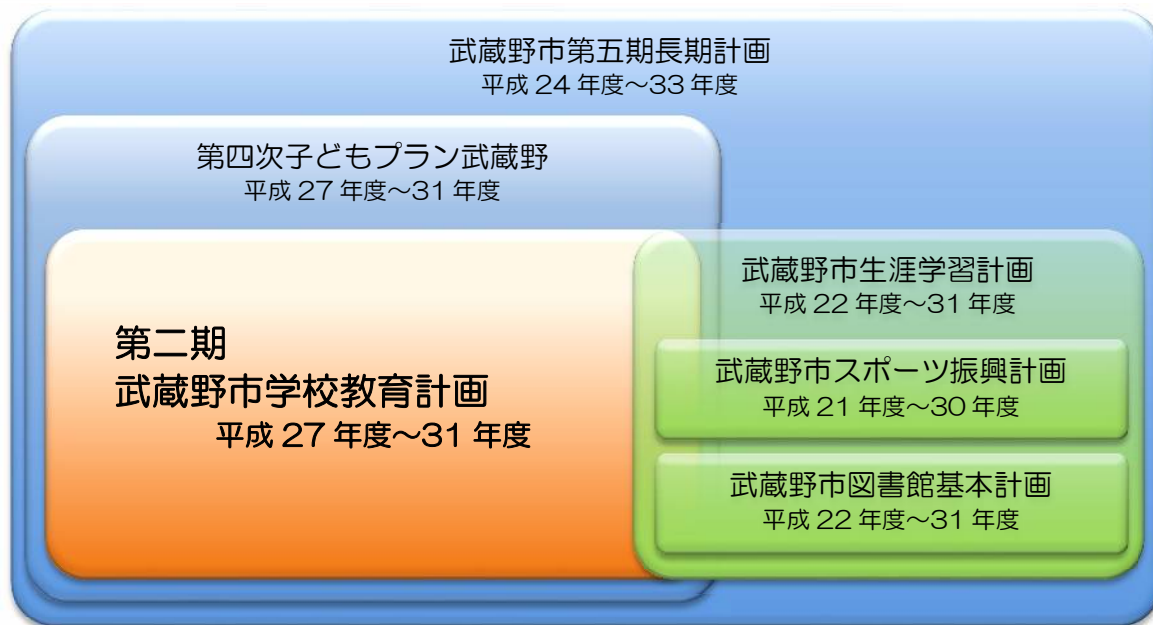 武蔵野市第五期長期計画
平成 24 年度～33 年度
第四次子どもプラン武蔵野
平成 27 年度～31 年度
第二期
武蔵野市学校教育計画
平成 27 年度～31 年度
武蔵野市生涯学習計画
平成 22 年度～31 年度
武蔵野市スポーツ振興計画
平成 21 年度～30 年度
武蔵野市図書館基本計画
平成 22 年度～31 年度